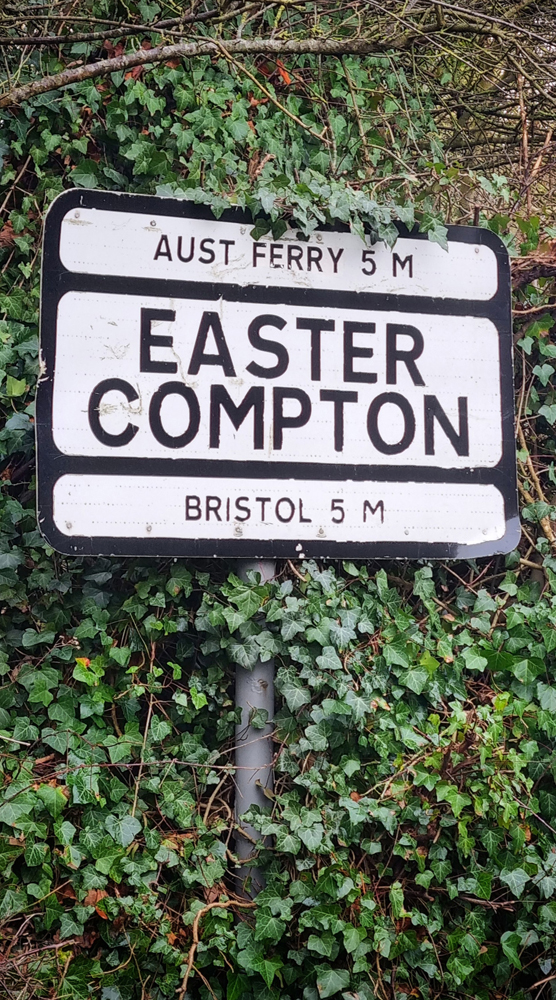 AUST FERRY 5 M
EASTER
COMPTON
BRISTOL 5 M